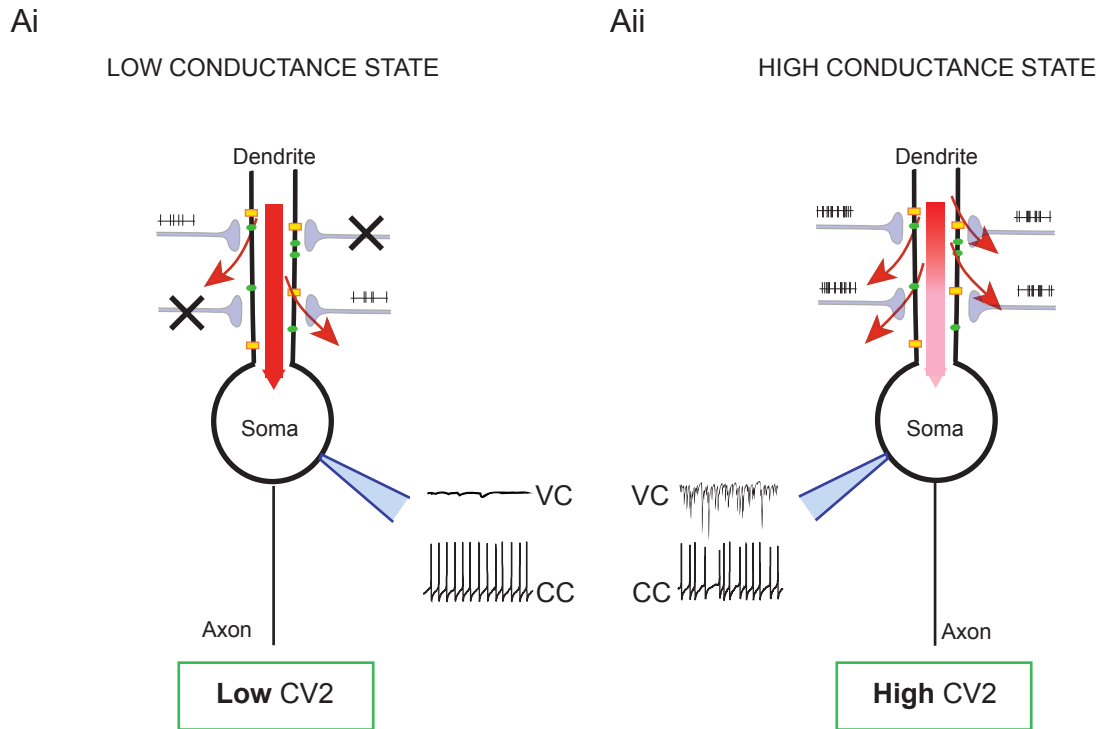 Ai
LOW CONDUCTANCE STATE
Dendrite
Soma
VC
CC
Axon
Low CV2
Aii
HIGH CONDUCTANCE STATE
Dendrite
Soma
VC
CC
Axon
High CV2